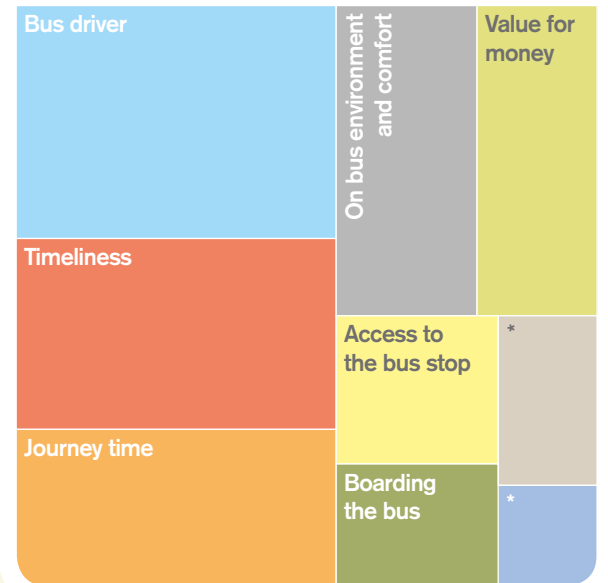 Bus driver
On bus environment
and comfort
Value for
money
Timeliness
Access to
the bus stop
*
Journey time
Boarding
the bus
*